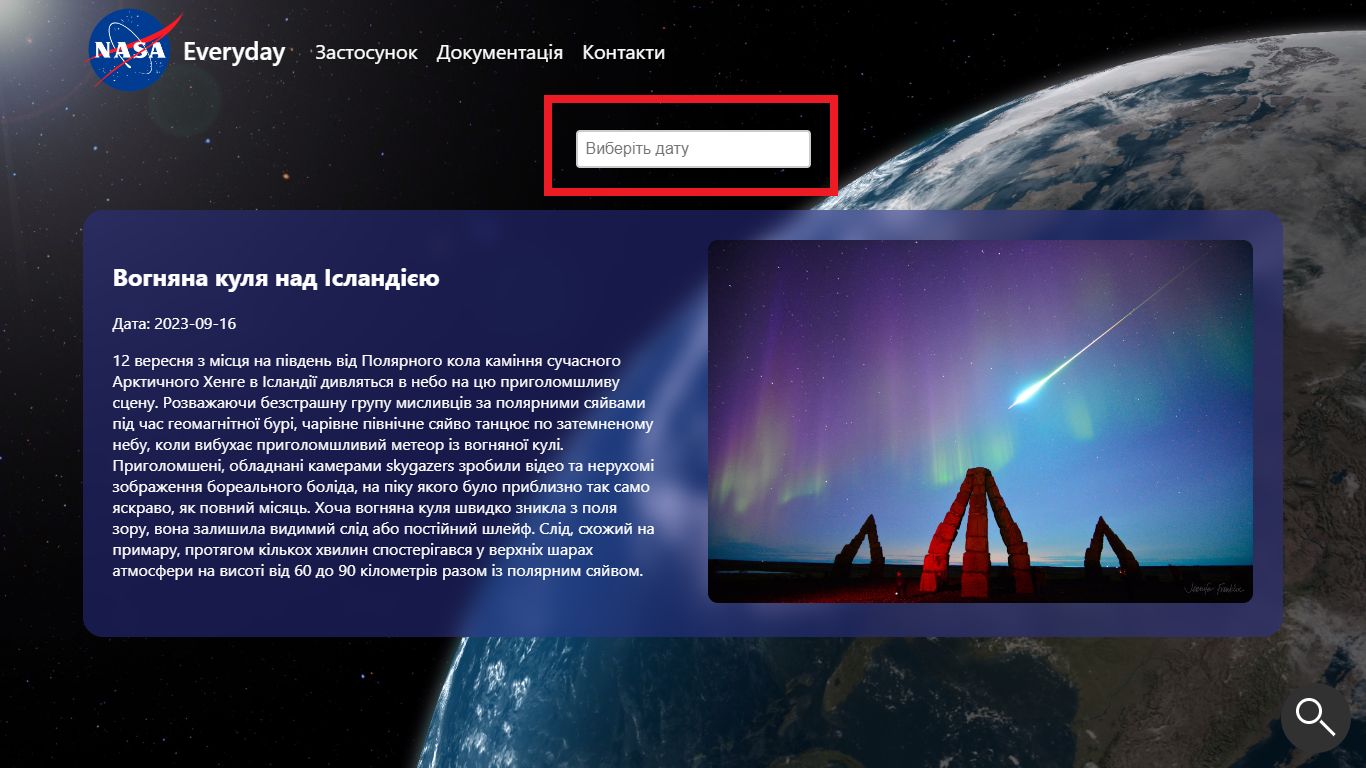 NASA Everyday Застосунок Документація Контакти
Виберіть дату
Вогняна куля над Ісландією
Дата: 2023-09-16
12 вересня з місця на південь від Полярного кола каміння сучасного
Арктичного Хенге в Ісландії дивляться в небо на цю приголомшливу
сцену. Розважаючи безстрашну групу мисливців за полярними сяйвами
під час геомагнітної бурі, чарівне північне сяйво танцює по затемненому
небу, коли вибухає приголомшливий метеор із вогняної кулі.
Приголомшені, обладнані камерами skygazers зробили відео та нерухомі
зображення бореального боліда, на піку якого було приблизно так само
яскраво, як повний місяць. Хоча вогняна куля швидко зникла з поля
зору, вона залишила видимий слід або постійний шлейф. Слід, схожий на
примару, протягом кількох хвилин спостерігався у верхніх шарах
атмосфери на висоті від 60 до 90 кілометрів разом із полярним сяйвом.
Jennifer Franklin